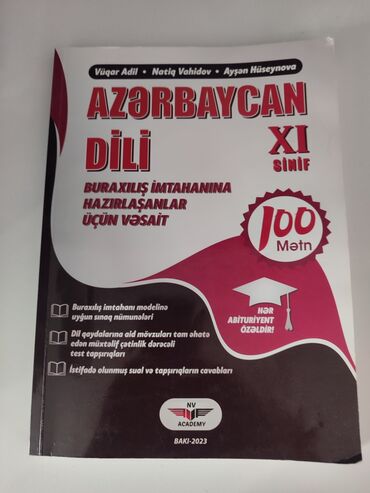 Vüqar Adil • Natiq Vahidov • Ayşən Hüseynova
AZƏRBAYCAN
DİLİ
XI
SİNİF
BURAXILIŞ İMTAHANINA
HAZIRLAŞANLAR
ÜÇÜN VƏSAİT
100
Mətn
HƏR
ABİTURİYENT
ÖZƏLDİR!
Buraxılış imtahanı modelinə
uyğun sınaq nümunələri
Dil qaydalarına aid mövzuları tam əhatə
edən müxtəlif çətinlik dərəcəli
test tapşırıqları
İstifadə olunmuş sual və tapşırıqların cavabları
NV
ACADEMY
BAKI-2023